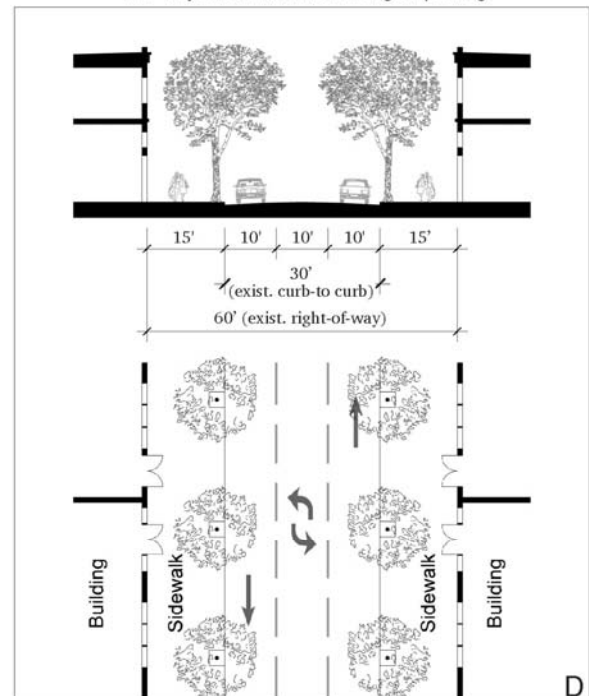 15' 10' 10' 10' 15'
30'
(exist. curb-to curb)
60' (exist. right-of-way)
Building
Sidewalk
Sidewalk
Building
D